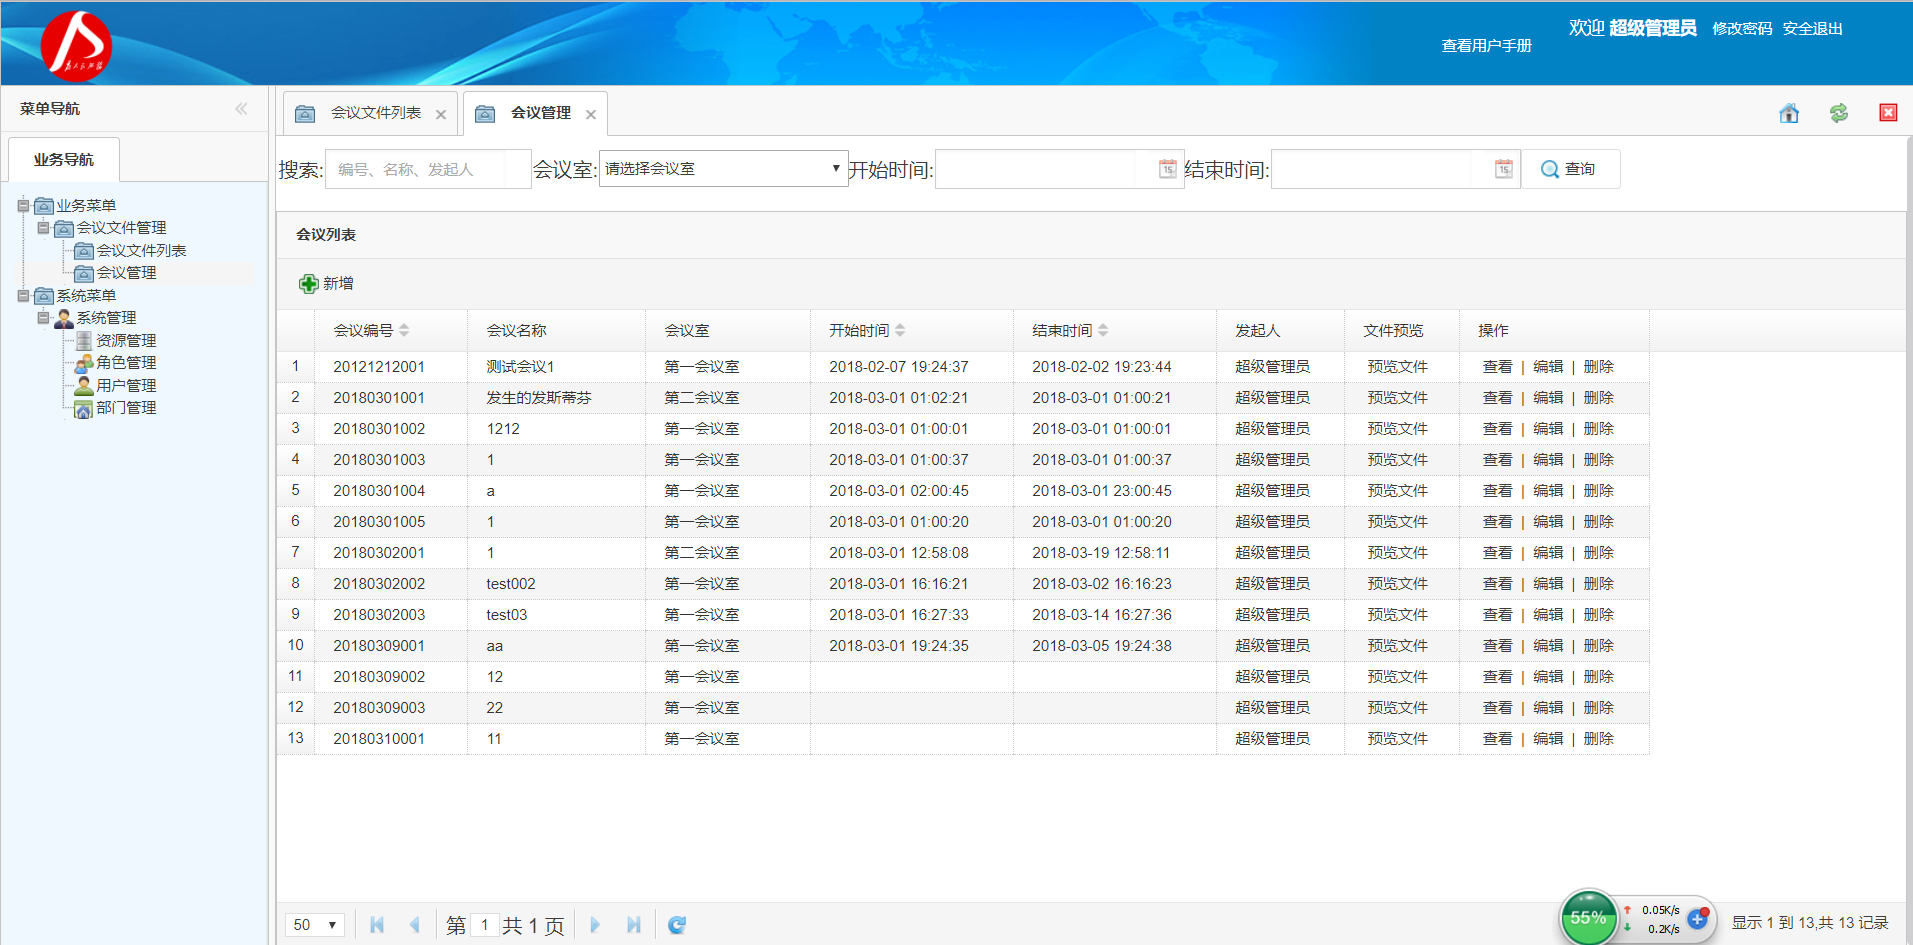 欢迎 超级管理员 修改密码 安全退出
查看用户手册
菜单导航
会议文件列表 会议管理
业务导航
搜索: 编号、名称、发起人 会议室: 请选择会议室 开始时间: 15 结束时间: 15 查询
业务菜单
会议文件管理
会议文件列表
会议管理
系统菜单
系统管理
资源管理
角色管理
用户管理
部门管理
会议列表
新增
会议编号 会议名称 会议室 开始时间 结束时间 发起人 文件预览 操作
1 20121212001 测试会议1 第一会议室 2018-02-07 19:24:37 2018-02-02 19:23:44 超级管理员 预览文件 查看 | 编辑 | 删除
2 20180301001 发生的发斯蒂芬 第二会议室 2018-03-01 01:02:21 2018-03-01 01:00:21 超级管理员 预览文件 查看 | 编辑 | 删除
3 20180301002 1212 第一会议室 2018-03-01 01:00:01 2018-03-01 01:00:01 超级管理员 预览文件 查看 | 编辑 | 删除
4 20180301003 1 第一会议室 2018-03-01 01:00:37 2018-03-01 01:00:37 超级管理员 预览文件 查看 | 编辑 | 删除
5 20180301004 a 第一会议室 2018-03-01 02:00:45 2018-03-01 23:00:45 超级管理员 预览文件 查看 | 编辑 | 删除
6 20180301005 1 第一会议室 2018-03-01 01:00:20 2018-03-01 01:00:20 超级管理员 预览文件 查看 | 编辑 | 删除
7 20180302001 1 第二会议室 2018-03-01 12:58:08 2018-03-19 12:58:11 超级管理员 预览文件 查看 | 编辑 | 删除
8 20180302002 test002 第一会议室 2018-03-01 16:16:21 2018-03-02 16:16:23 超级管理员 预览文件 查看 | 编辑 | 删除
9 20180302003 test03 第一会议室 2018-03-01 16:27:33 2018-03-14 16:27:36 超级管理员 预览文件 查看 | 编辑 | 删除
10 20180309001 aa 第一会议室 2018-03-01 19:24:35 2018-03-05 19:24:38 超级管理员 预览文件 查看 | 编辑 | 删除
11 20180309002 12 第一会议室 超级管理员 预览文件 查看 | 编辑 | 删除
12 20180309003 22 第一会议室 超级管理员 预览文件 查看 | 编辑 | 删除
13 20180310001 11 第一会议室 超级管理员 预览文件 查看 | 编辑 | 删除
50 第 1 共 1 页
55% 0.05K/s
0.2K/s
显示 1 到 13,共 13 记录